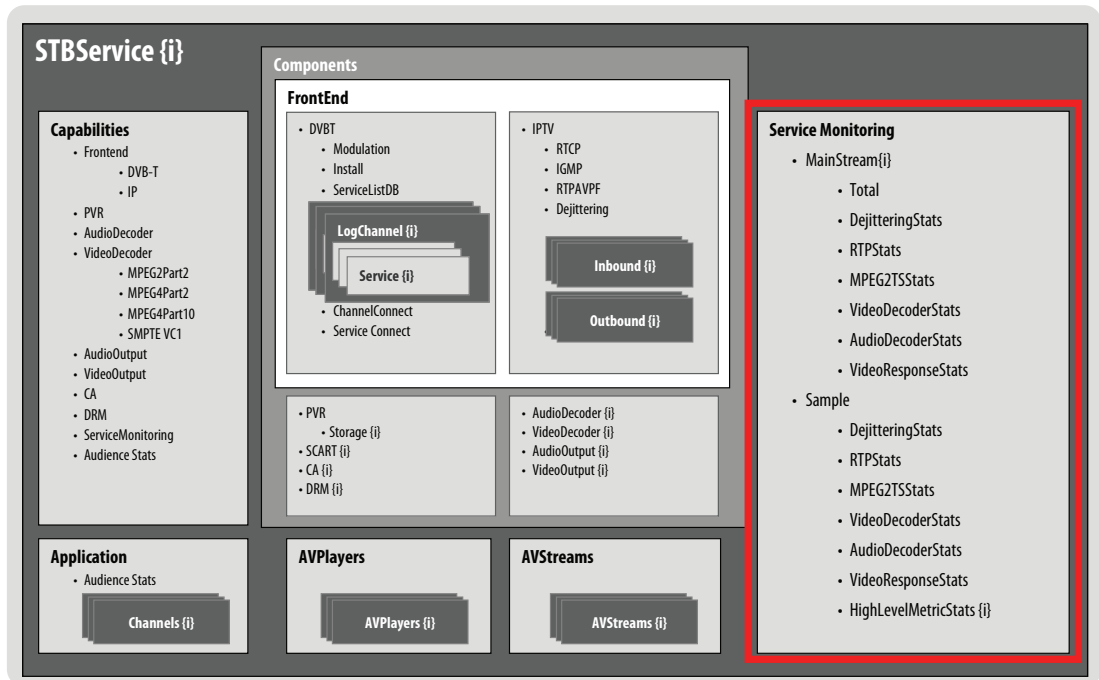 STBService {i}
Capabilities
• Frontend
• DVB-T
• IP
• PVR
• AudioDecoder
• VideoDecoder
• MPEG2Part2
• MPEG4Part2
• MPEG4Part10
• SMPTE VC1
• AudioOutput
• VideoOutput
• CA
• DRM
• ServiceMonitoring
• Audience Stats
Components
FrontEnd
• DVBT
• Modulation
• Install
• ServiceListDB
LogChannel {i}
Service {i}
• ChannelConnect
• Service Connect
• IPTV
• RTCP
• IGMP
• RTPAVPF
• Dejittering
Inbound {i}
Outbound {i}
• PVR
• Storage {i}
• SCART {i}
• CA {i}
• DRM {i}
• AudioDecoder {i}
• VideoDecoder {i}
• AudioOutput {i}
• VideoOutput {i}
Service Monitoring
• MainStream{i}
• Total
• DejitteringStats
• RTPStats
• MPEG2TSStats
• VideoDecoderStats
• AudioDecoderStats
• VideoResponseStats
• Sample
• DejitteringStats
• RTPStats
• MPEG2TSStats
• VideoDecoderStats
• AudioDecoderStats
• VideoResponseStats
• HighLevelMetricStats {i}
Application
• Audience Stats
Channels {i}
AVPlayers
AVPlayers {i}
AVStreams
AVStreams {i}